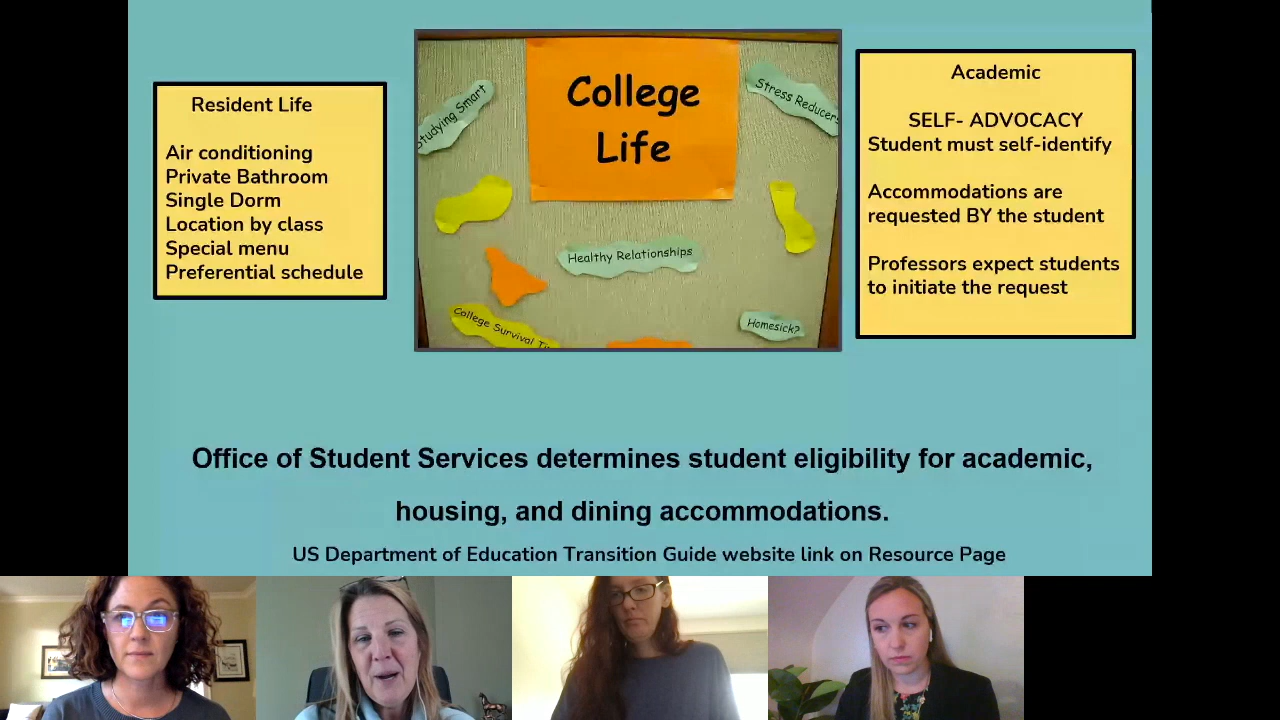 Resident Life
Air conditioning
Private Bathroom
Single Dorm
Location by class
Special menu
Preferential schedule
College
Life
Studying Smart
Stress Reducers
Healthy Relationships
College Survival
Homesick?
Academic
SELF- ADVOCACY
Student must self-identify
Accommodations are
requested BY the student
Professors expect students
to initiate the request
Office of Student Services determines student eligibility for academic,
housing, and dining accommodations.
US Department of Education Transition Guide website link on Resource Page